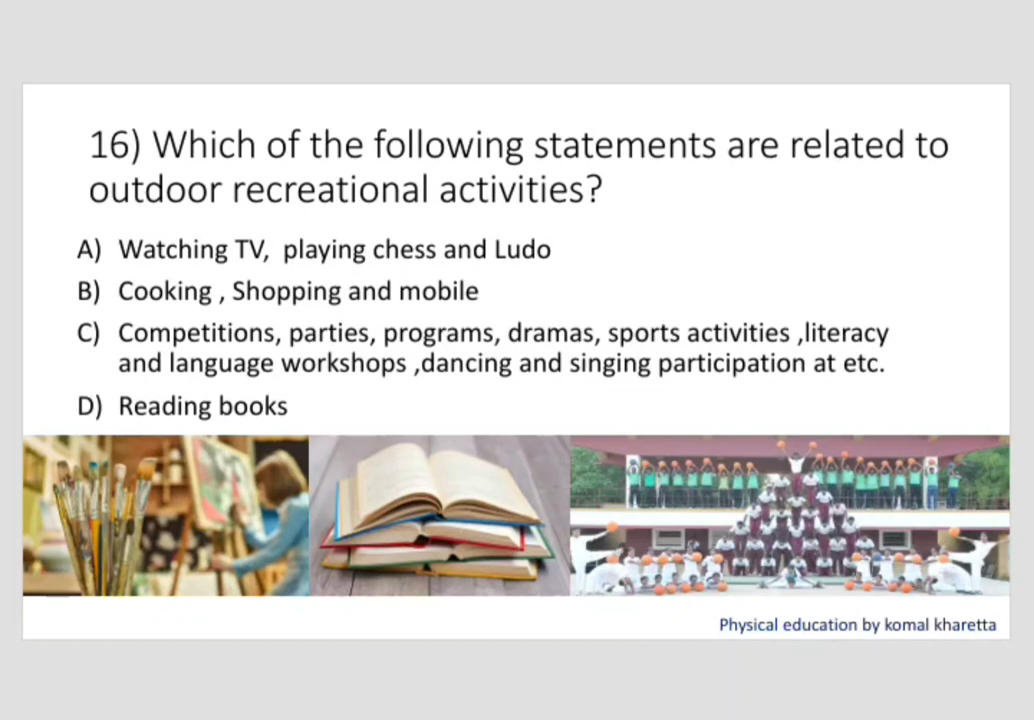 16) Which of the following statements are related to
outdoor recreational activities?
A) Watching TV, playing chess and Ludo
B) Cooking , Shopping and mobile
C) Competitions, parties, programs, dramas, sports activities ,literacy
and language workshops ,dancing and singing participation at etc.
D) Reading books
Physical education by komal kharetta